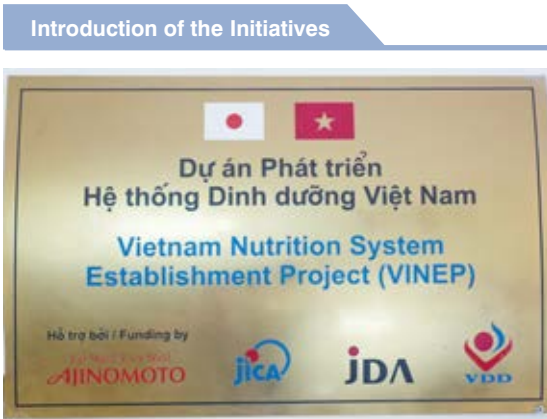 Introduction of the Initiatives
Dự án Phát triển
Hệ thống Dinh dưỡng Việt Nam
Vietnam Nutrition System
Establishment Project (VINEP)
Hỗ trợ bởi / Funding by
AJINOMOTO
jICA
JDA
VDD